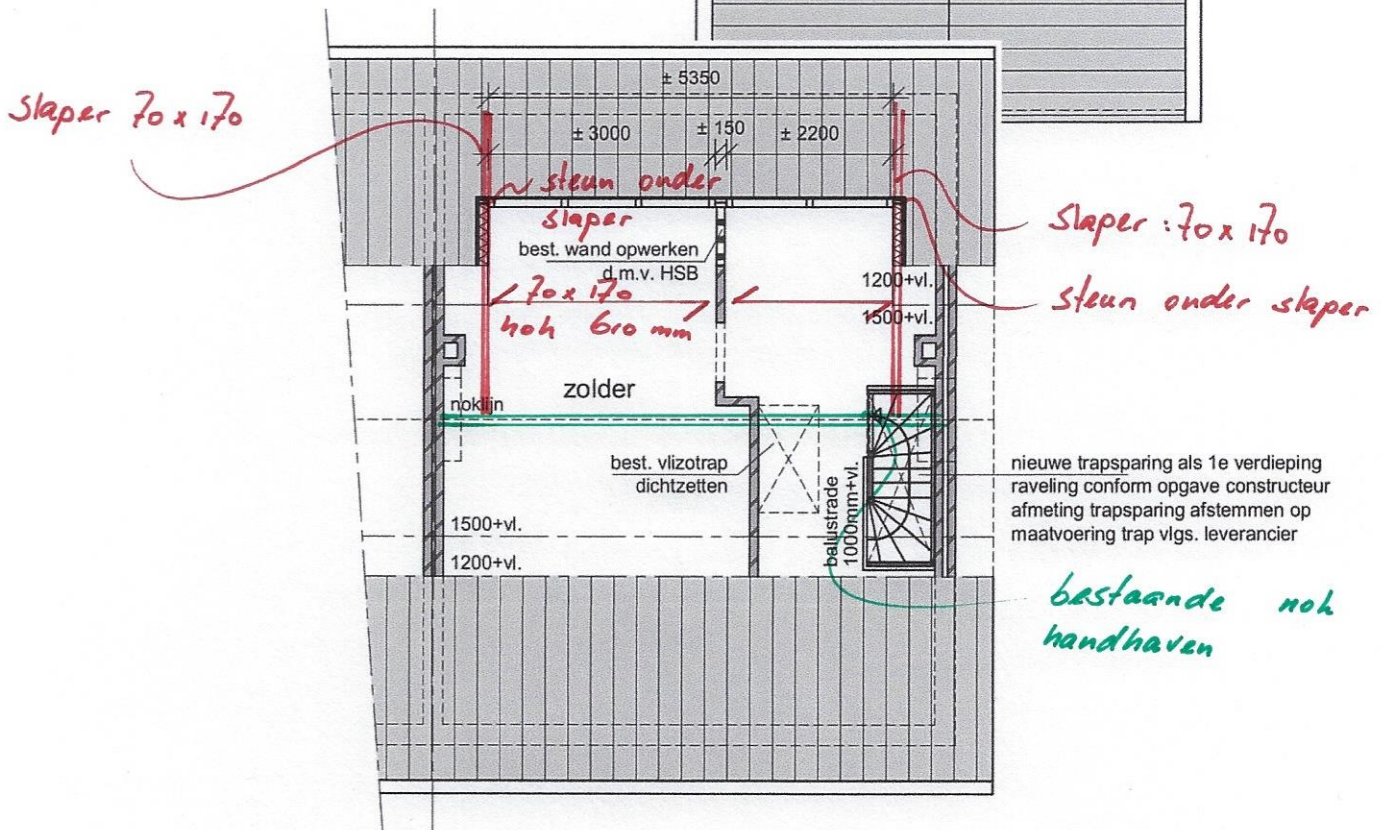 ± 5350
slaper 70 x 170
± 3000
± 150
± 2200
steun onder
slaper
best. wand opwerken
d.m.v. HSB
slaper : 70 x 170
1200+vl.
70 x 170
hoh 610 mm
1500+vl.
steun onder slaper
zolder
noklijn
best. vlizotrap
dichtzetten
balustrade
1000mm+vl.
nieuwe trapsparing als 1e verdieping
raveling conform opgave constructeur
afmeting trapsparing afstemmen op
maatvoering trap vlgs. leverancier
1500+vl.
1200+vl.
bestaande noh
handhaven